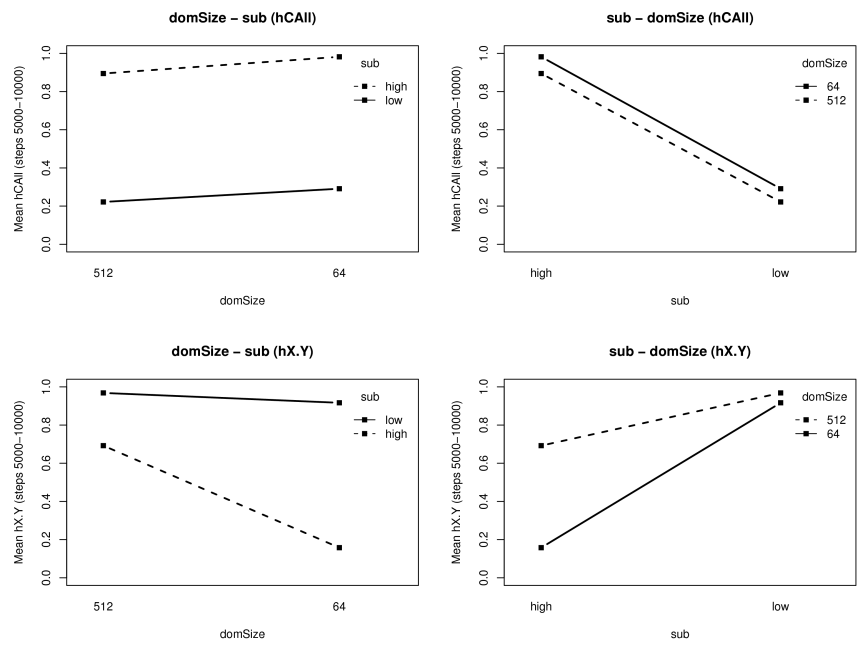 domSize − sub (hCAII)
Mean hCAII (steps 5000−10000)
0.0 0.2 0.4 0.6 0.8 1.0
sub
high
low
512 64
domSize
sub − domSize (hCAII)
Mean hCAII (steps 5000−10000)
0.0 0.2 0.4 0.6 0.8 1.0
domSize
64
512
high low
sub
domSize − sub (hX.Y)
Mean hX.Y (steps 5000−10000)
0.0 0.2 0.4 0.6 0.8 1.0
sub
low
high
512 64
domSize
sub − domSize (hX.Y)
Mean hX.Y (steps 5000−10000)
0.0 0.2 0.4 0.6 0.8 1.0
domSize
512
64
high low
sub